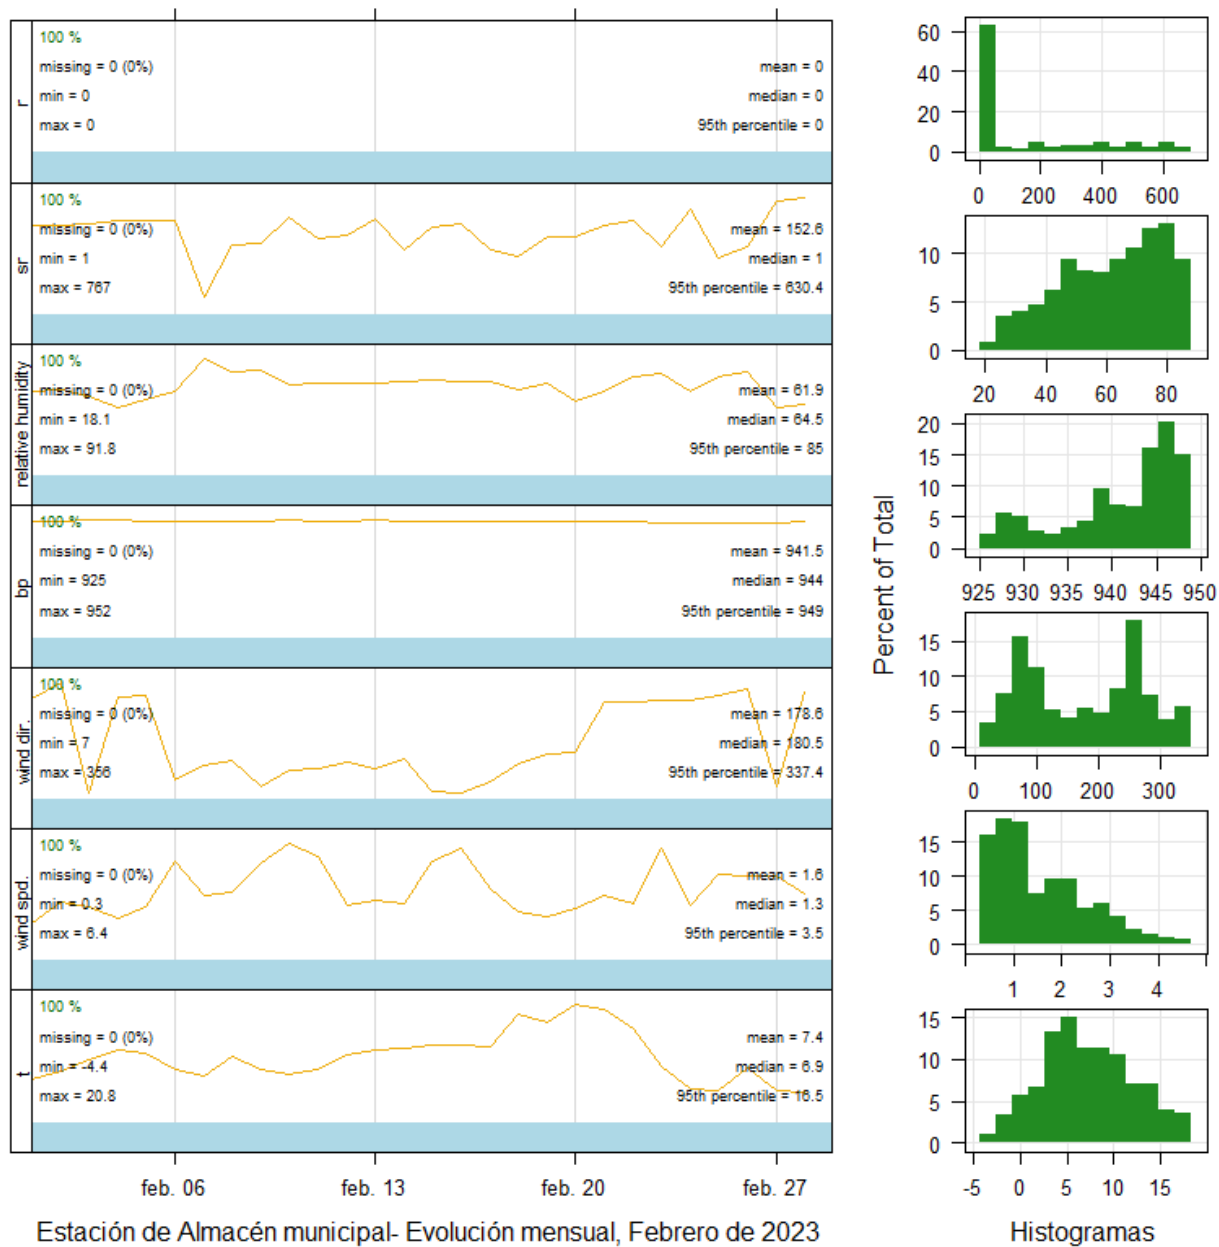 r
100 %
missing = 0 (0%)
min = 0
max = 0
mean = 0
median = 0
95th percentile = 0
sr
100 %
missing = 0 (0%)
min = 1
max = 767
mean = 152.6
median = 1
95th percentile = 630.4
relative humidity
100 %
missing = 0 (0%)
min = 18.1
max = 91.8
mean = 61.9
median = 64.5
95th percentile = 85
bp
100 %
missing = 0 (0%)
min = 925
max = 952
mean = 941.5
median = 944
95th percentile = 949
wind dir.
100 %
missing = 0 (0%)
min = 7
max = 356
mean = 178.6
median = 180.5
95th percentile = 337.4
wind spd.
100 %
missing = 0 (0%)
min = 0.3
max = 6.4
mean = 1.6
median = 1.3
95th percentile = 3.5
t
100 %
missing = 0 (0%)
min = -4.4
max = 20.8
mean = 7.4
median = 6.9
95th percentile = 16.5
feb. 06 feb. 13 feb. 20 feb. 27
Estación de Almacén municipal- Evolución mensual, Febrero de 2023
Percent of Total
60
40
20
0
0 200 400 600
10
5
0
20 40 60 80
20
15
10
5
0
925 930 935 940 945 950
15
10
5
0
0 100 200 300
15
10
5
0
1 2 3 4
15
10
5
0
-5 0 5 10 15
Histogramas